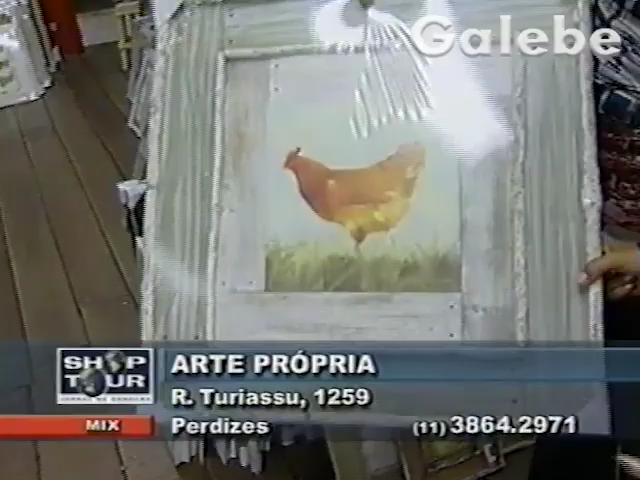 Galebe
SHOP
TOUR
ARTE PRÓPRIA
R. Turiassu, 1259
MIX
Perdizes
(11) 3864.2971